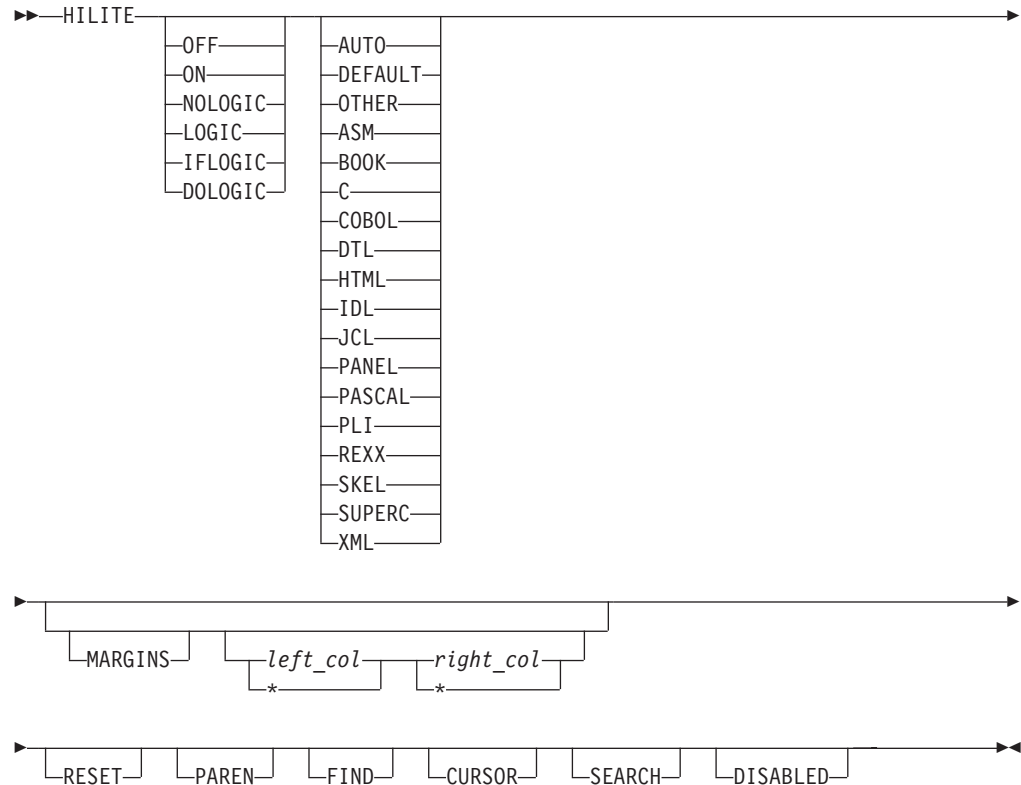 HILITE
OFF
ON
NOLOGIC
LOGIC
IFLOGIC
DOLOGIC
AUTO
DEFAULT
OTHER
ASM
BOOK
C
COBOL
DTL
HTML
IDL
JCL
PANEL
PASCAL
PLI
REXX
SKEL
SUPERC
XML
MARGINS left_col right_col
* *
RESET PAREN FIND CURSOR SEARCH DISABLED